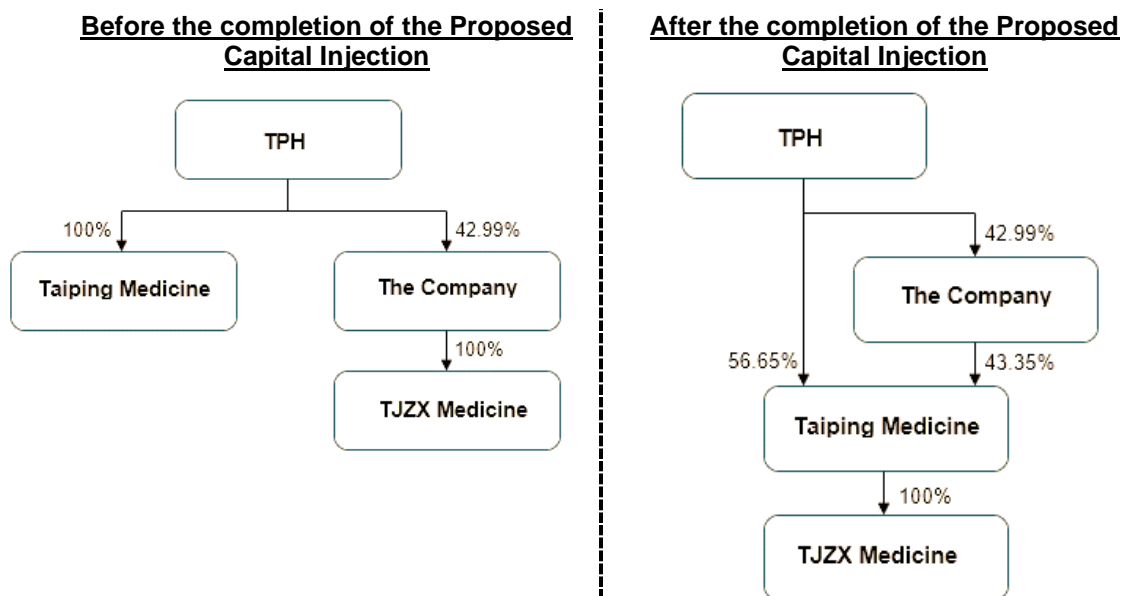 Before the completion of the Proposed
Capital Injection
TPH
100%
42.99%
Taiping Medicine
The Company
100%
TJZX Medicine
After the completion of the Proposed
Capital Injection
TPH
42.99%
The Company
56.65%
43.35%
Taiping Medicine
100%
TJZX Medicine